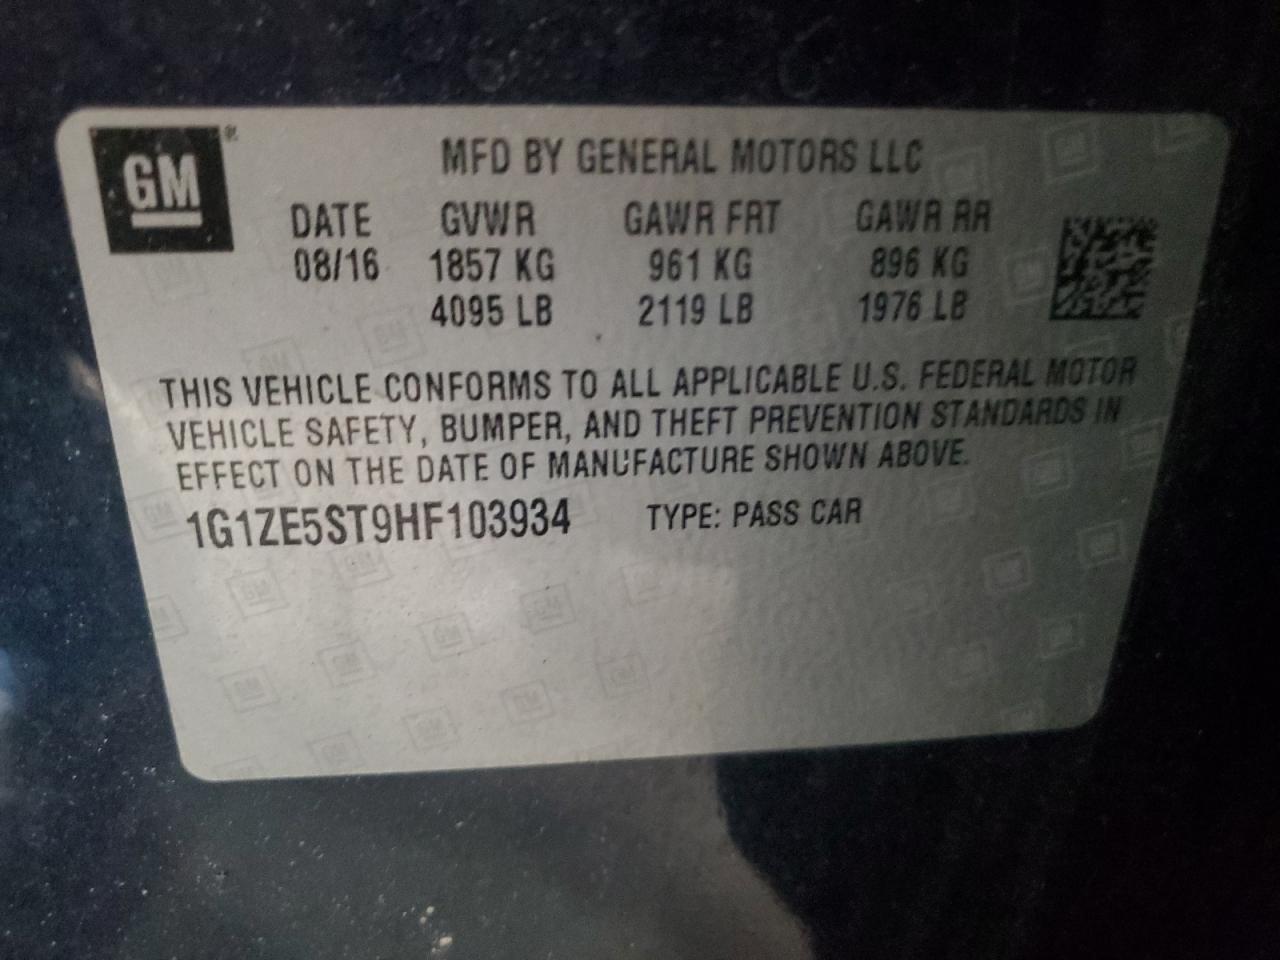 GM ®
MFD BY GENERAL MOTORS LLC
DATE GVWR GAWR FRT GAWR RR
08/16 1857 KG 961 KG 896 KG
4095 LB 2119 LB 1976 LB
THIS VEHICLE CONFORMS TO ALL APPLICABLE U.S. FEDERAL MOTOR
VEHICLE SAFETY, BUMPER, AND THEFT PREVENTION STANDARDS IN
EFFECT ON THE DATE OF MANUFACTURE SHOWN ABOVE.
1G1ZE5ST9HF103934 TYPE: PASS CAR